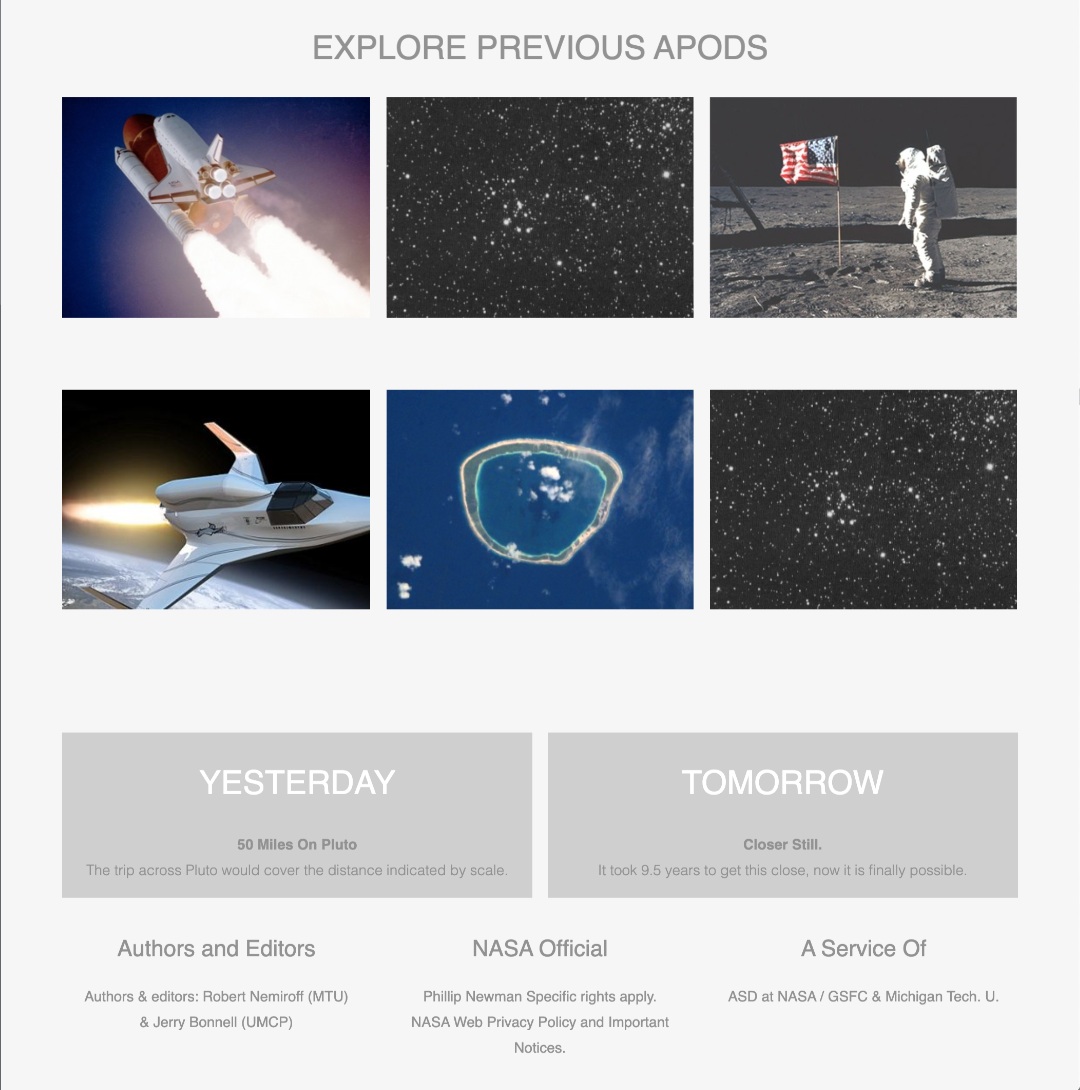 EXPLORE PREVIOUS APODS
YESTERDAY
50 Miles On Pluto
The trip across Pluto would cover the distance indicated by scale.
TOMORROW
Closer Still.
It took 9.5 years to get this close, now it is finally possible.
Authors and Editors
Authors & editors: Robert Nemiroff (MTU)
& Jerry Bonnell (UMCP)
NASA Official
Phillip Newman Specific rights apply.
NASA Web Privacy Policy and Important
Notices.
A Service Of
ASD at NASA / GSFC & Michigan Tech. U.